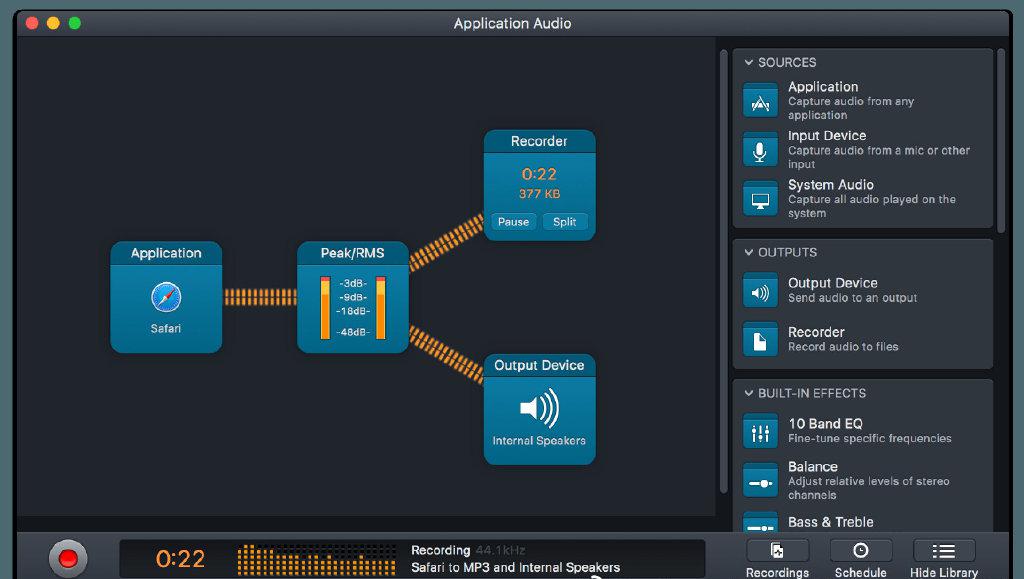 Application Audio
Application
Safari
Peak/RMS
-3dB-
-9dB-
-18dB-
-48dB-
Recorder
0:22
377 KB
Pause
Split
Output Device
Internal Speakers
SOURCES
Application
Capture audio from any
application
Input Device
Capture audio from a mic or other
input
System Audio
Capture all audio played on the
system
OUTPUTS
Output Device
Send audio to an output
Recorder
Record audio to files
BUILT-IN EFFECTS
10 Band EQ
Fine-tune specific frequencies
Balance
Adjust relative levels of stereo
channels
Bass & Treble
0:22
Recording 44.1kHz
Safari to MP3 and Internal Speakers
Recordings
Schedule
Hide Library